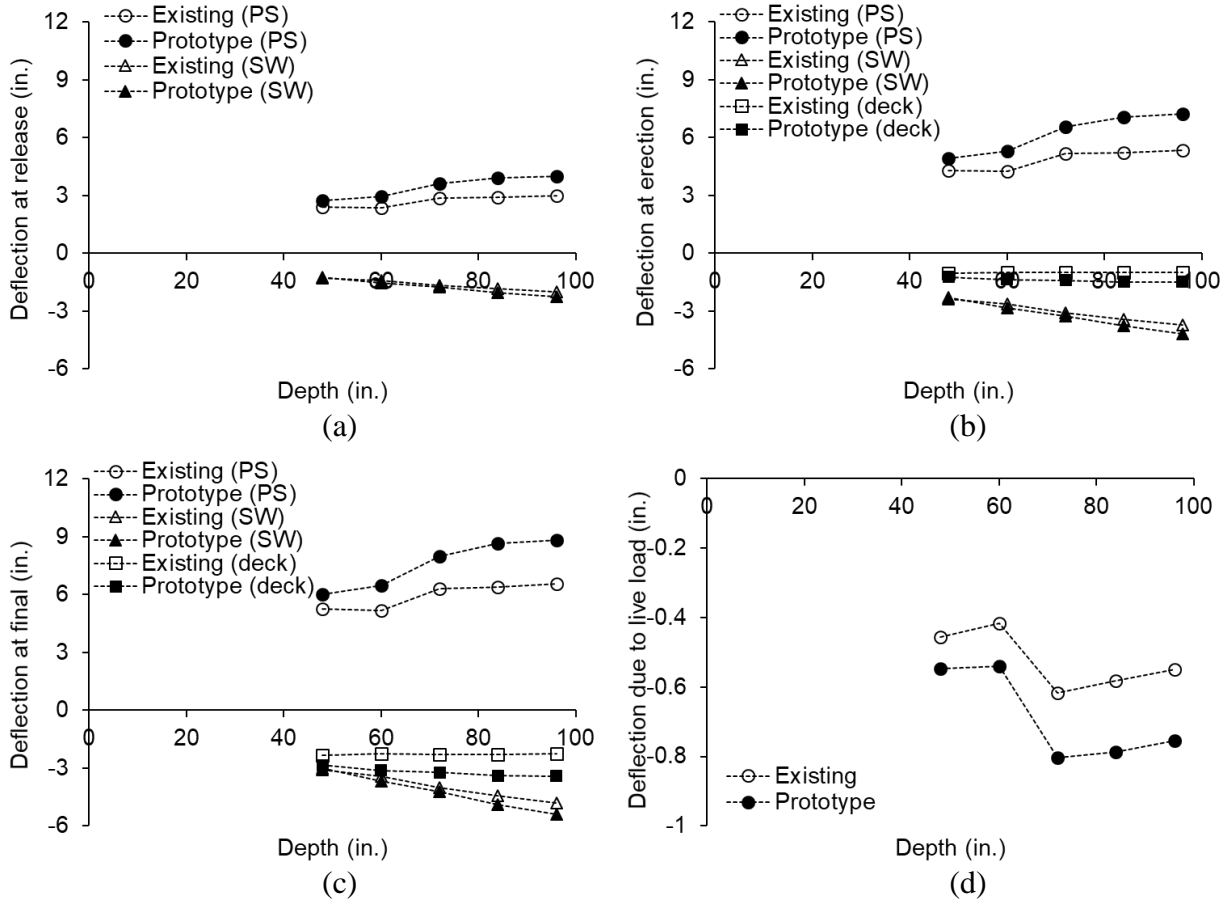 Existing (PS)
Prototype (PS)
Existing (SW)
Prototype (SW)
Deflection at release (in.)
12
9
6
3
0
-3
-6
0
20
40
60
80
100
Depth (in.)
(a)
Existing (PS)
Prototype (PS)
Existing (SW)
Prototype (SW)
Existing (deck)
Prototype (deck)
Deflection at erection (in.)
12
9
6
3
0
-3
-6
0
20
40
60
80
100
Depth (in.)
(b)
Existing (PS)
Prototype (PS)
Existing (SW)
Prototype (SW)
Existing (deck)
Prototype (deck)
Deflection at final (in.)
12
9
6
3
0
-3
-6
0
20
40
60
80
100
Depth (in.)
(c)
Deflection due to live load (in.)
0
-0.2
-0.4
-0.6
-0.8
-1
0
20
40
60
80
100
Existing
Prototype
Depth (in.)
(d)